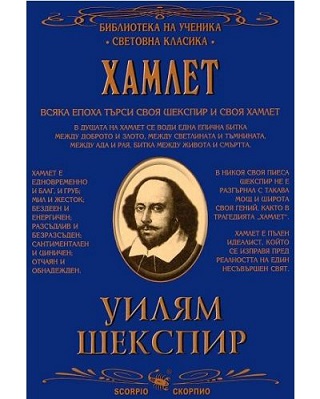 БИБЛИОТЕКА НА УЧЕНИКА
• СВЕТОВНА КЛАСИКА •
ХАМЛЕТ
ВСЯКА ЕПОХА ТЪРСИ СВОЯ ШЕКСПИР И СВОЯ ХАМЛЕТ
В ДУШАТА НА ХАМЛЕТ СЕ ВОДИ ЕДНА ЕПИЧНА БИТКА
МЕЖДУ ДОБРОТО И ЗЛОТО, МЕЖДУ СВЕТЛИНАТА И ТЪМНИНАТА,
МЕЖДУ АДА И РАЯ, БИТКА МЕЖДУ ЖИВОТА И СМЪРТТА.
ХАМЛЕТ Е
ЕДНОВРЕМЕННО
И БЛАГ, И ГРУБ;
МИЛ И ЖЕСТОК;
БЕЗДЕЕН И
ЕНЕРГИЧЕН;
РАЗСЪДЛИВ И
БЕЗРАЗСЪДЕН;
САНТИМЕНТАЛЕН
И ЦИНИЧЕН;
ОТЧАЯН И
ОБНАДЕЖДЕН.
В НИКОЯ СВОЯ ПИЕСА
ШЕКСПИР НЕ Е
РАЗГЪРНАЛ С ТАКАВА
МОЩ И ШИРОТА
СВОЯ ГЕНИЙ, КАКТО В
ТРАГЕДИЯТА „ХАМЛЕТ".
ХАМЛЕТ Е ПЪЛЕН
ИДЕАЛИСТ, КОЙТО
СЕ ИЗПРАВЯ ПРЕД
РЕАЛНОСТТА НА ЕДИН
НЕСЪВЪРШЕН СВЯТ.
УИЛЯМ
ШЕКСПИР
SCORPIO СКОРПИО